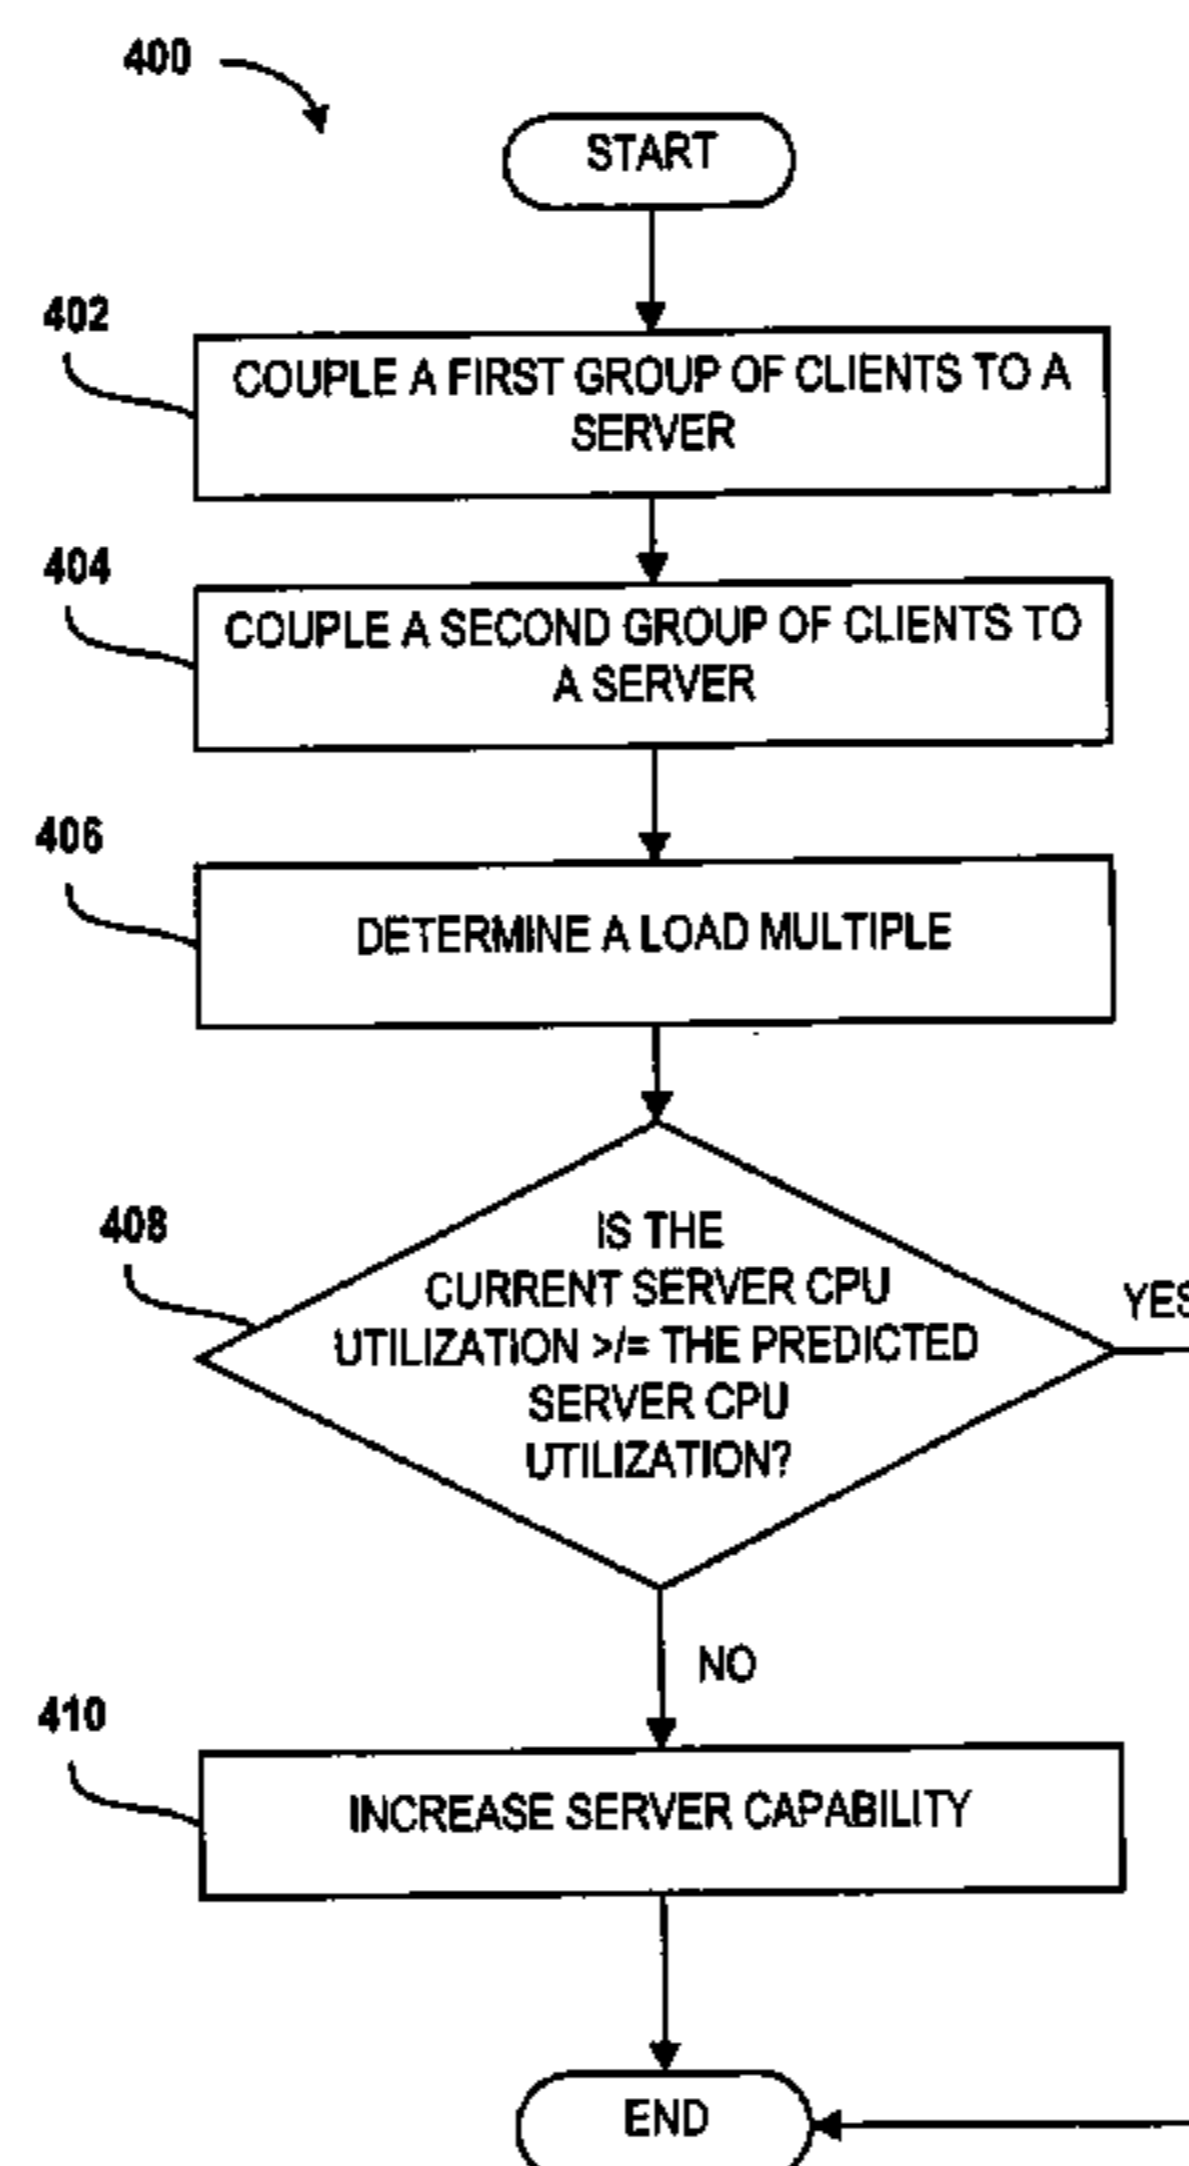 400
START
402
COUPLE A FIRST GROUP OF CLIENTS TO A
SERVER
404
COUPLE A SECOND GROUP OF CLIENTS TO
A SERVER
406
DETERMINE A LOAD MULTIPLE
408
IS THE
CURRENT SERVER CPU
UTILIZATION >/= THE PREDICTED
SERVER CPU
UTILIZATION?
YES
NO
410
INCREASE SERVER CAPABILITY
END